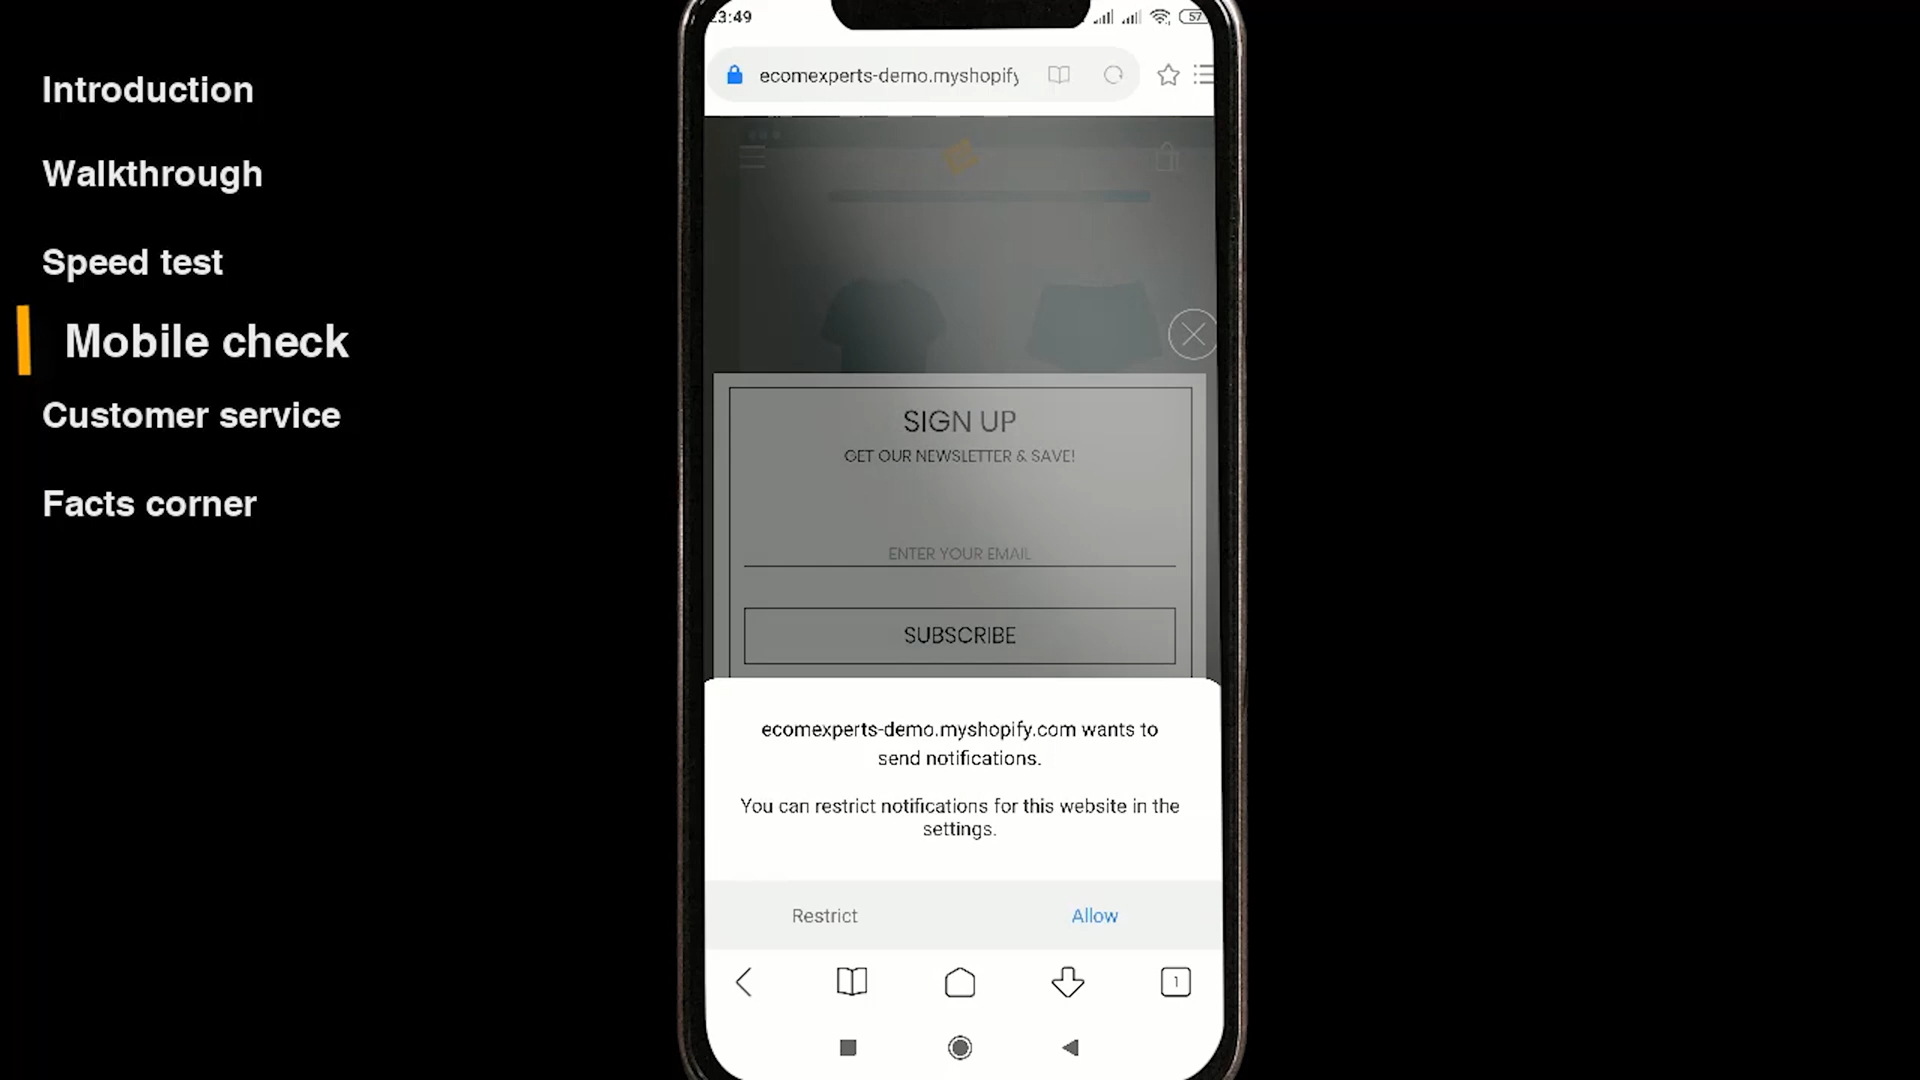 Introduction
Walkthrough
Speed test
Mobile check
Customer service
Facts corner
23:49
57
ecomexperts-demo.myshopify
SIGN UP
GET OUR NEWSLETTER & SAVE!
ENTER YOUR EMAIL
SUBSCRIBE
ecomexperts-demo.myshopify.com wants to
send notifications.
You can restrict notifications for this website in the
settings.
Restrict
Allow
1